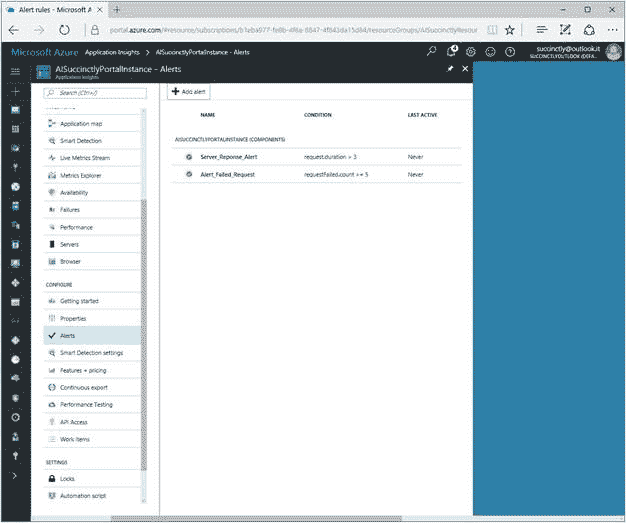 Alert rules - Microsoft A
portal.azure.com/#resource/subscriptions/b1eba977-fe8b-4f6e-8847-4f843da15d84/resourceGroups/AISuccinctlyResou
Microsoft Azure Application Insights > AISuccinctlyPortalInstance - Alerts
4
succinctly@outlook.it
SUCCINCTLYOUTLOOK (DEFA...
AISuccinctlyPortalInstance - Alerts
Application Insights
Search (Ctrl+/)
Add alert
NAME CONDITION LAST ACTIVE
AISUCCINCTLYPORTALINSTANCE (COMPONENTS)
Server_Reponse_Alert request.duration > 3 Never
Alert_Failed_Request requestFailed.count >= 5 Never
Application map
Smart Detection
Live Metrics Stream
Metrics Explorer
Availability
Failures
Performance
Servers
Browser
CONFIGURE
Getting started
Properties
Alerts
Smart Detection settings
Features + pricing
Continuous export
Performance Testing
API Access
Work Items
SETTINGS
Locks
Automation script